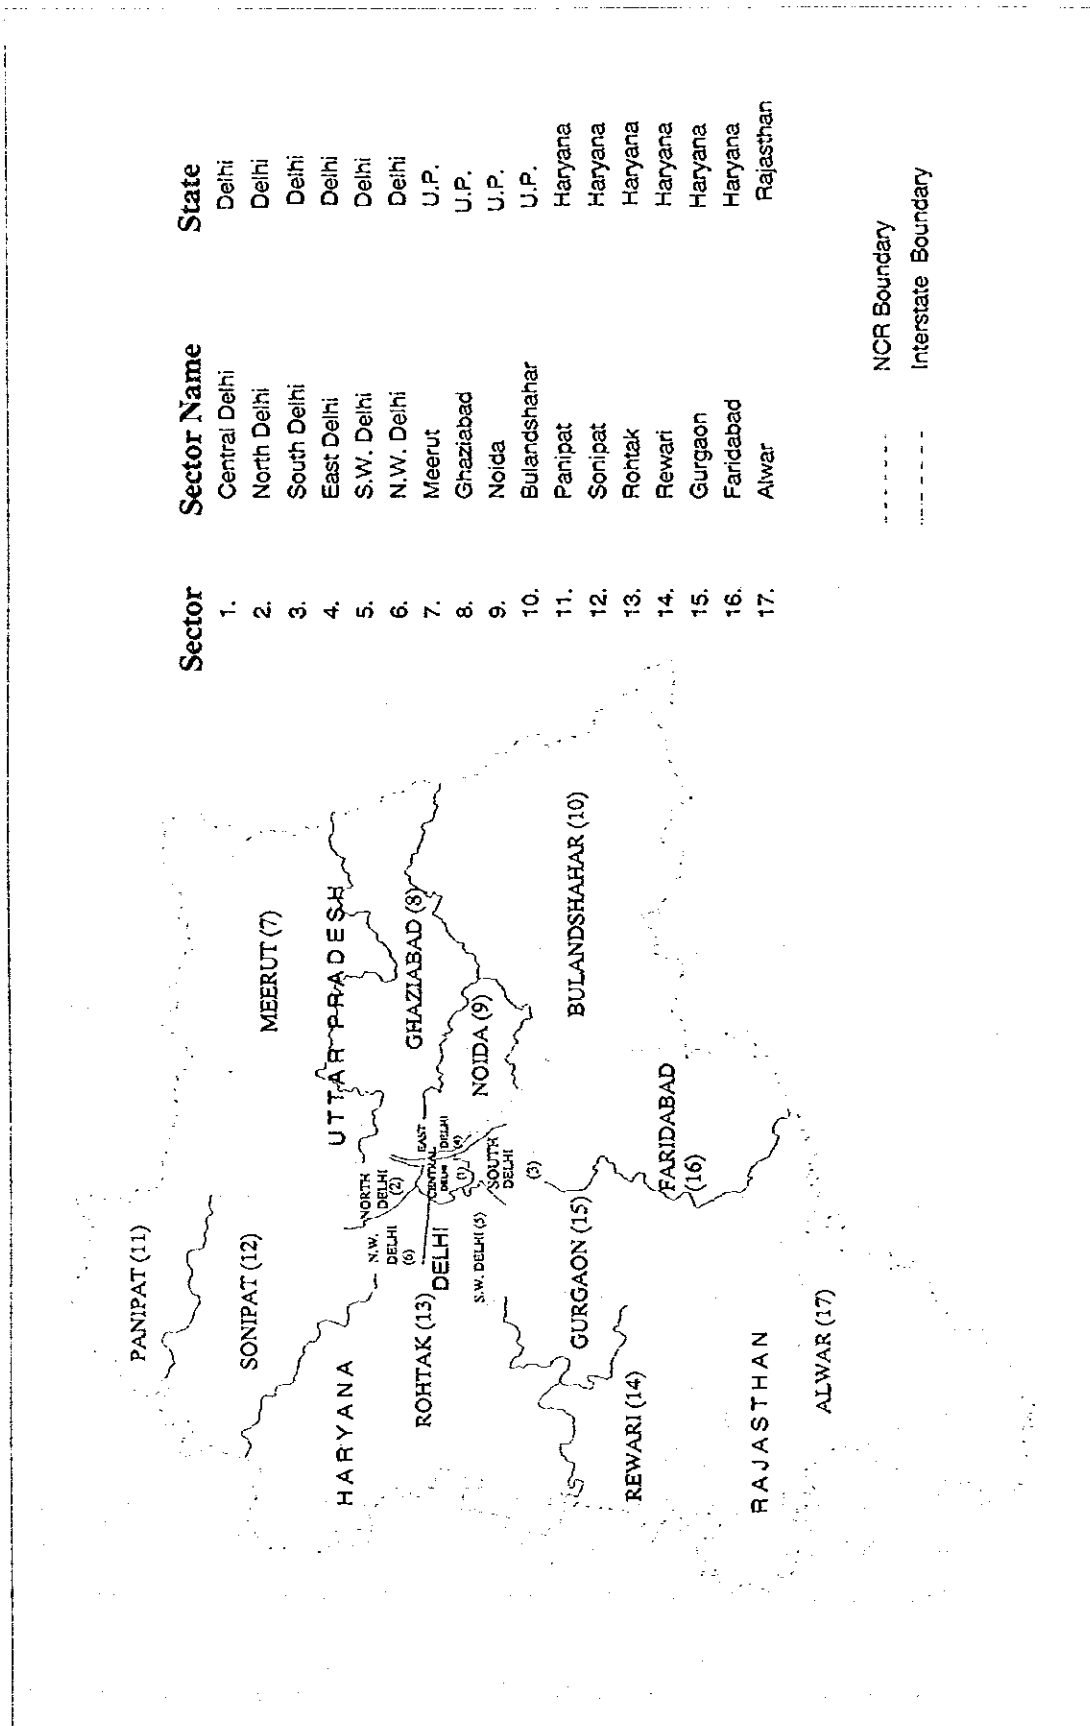 PANIPAT (11)
SONIPAT (12)
MEERUT (7)
HARYANA
UTTAR PRADESH
NORTH
DELHI
(2)
N.W.
DELHI
(6)
ROHTAK (13)
DELHI
GHAZIABAD (8)
EAST
DELHI
(4)
CENTRAL
DELHI
(1)
S.W. DELHI (5)
SOUTH
DELHI
(3)
NOIDA (9)
GURGAON (15)
BULANDSHAHAR (10)
REWARI (14)
FARIDABAD
(16)
RAJASTHAN
ALWAR (17)
Sector Sector Name State
1. Central Delhi Delhi
2. North Delhi Delhi
3. South Delhi Delhi
4. East Delhi Delhi
5. S.W. Delhi Delhi
6. N.W. Delhi Delhi
7. Meerut U.P.
8. Ghaziabad U.P.
9. Noida U.P.
10. Bulandshahar U.P.
11. Panipat Haryana
12. Sonipat Haryana
13. Rohtak Haryana
14. Rewari Haryana
15. Gurgaon Haryana
16. Faridabad Haryana
17. Alwar Rajasthan
NCR Boundary
Interstate Boundary